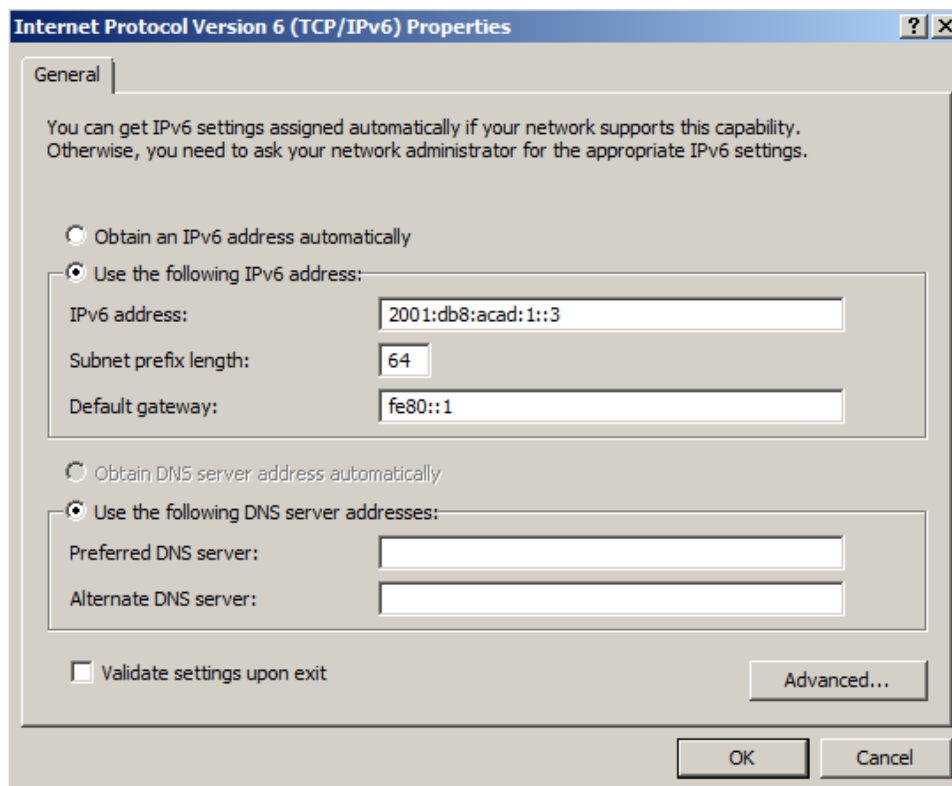 Internet Protocol Version 6 (TCP/IPv6) Properties
General
You can get IPv6 settings assigned automatically if your network supports this capability.
Otherwise, you need to ask your network administrator for the appropriate IPv6 settings.
Obtain an IPv6 address automatically
Use the following IPv6 address:
IPv6 address: 2001:db8:acad:1::3
Subnet prefix length: 64
Default gateway: fe80::1
Obtain DNS server address automatically
Use the following DNS server addresses:
Preferred DNS server:
Alternate DNS server:
Validate settings upon exit
Advanced...
OK Cancel